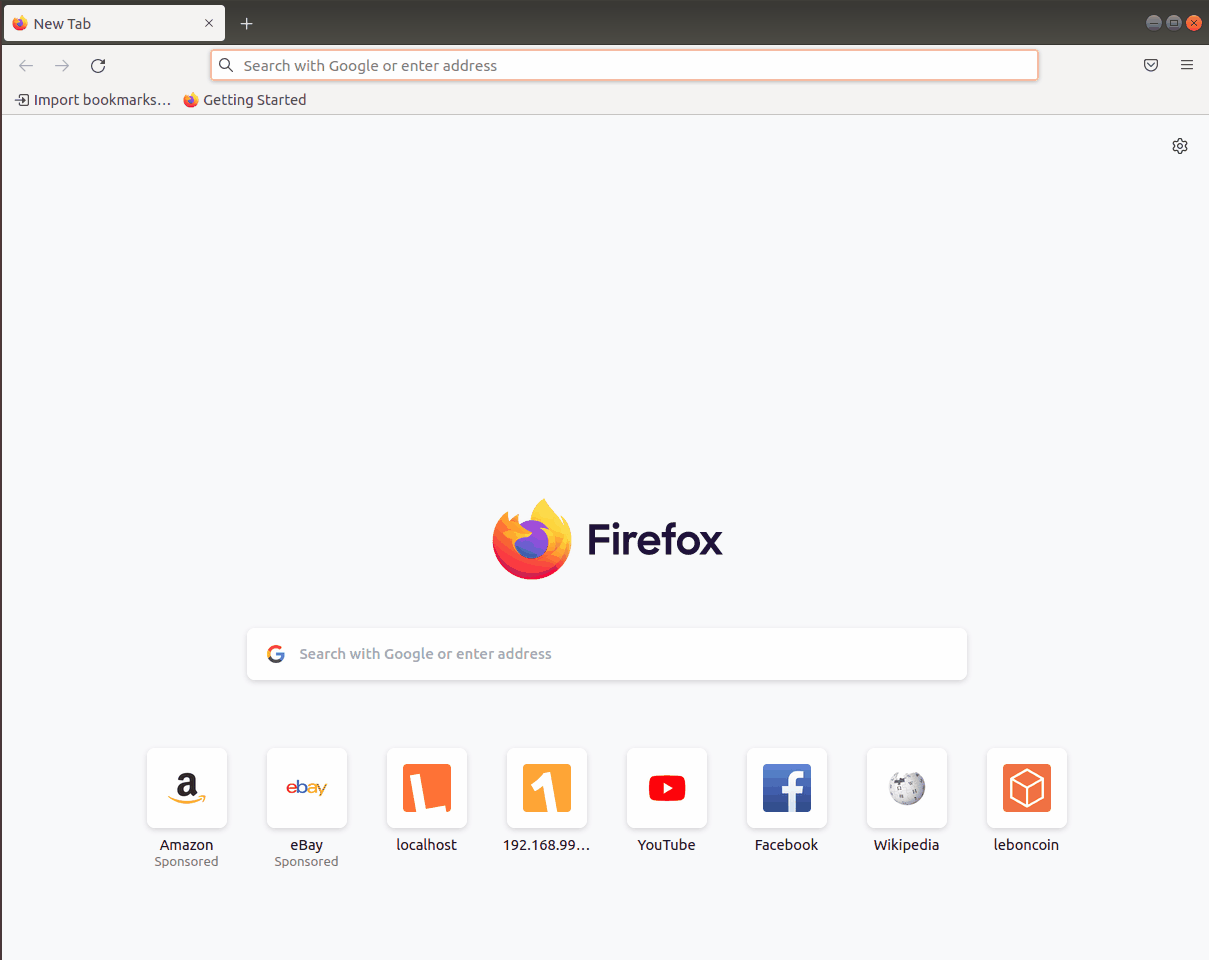 New Tab
Search with Google or enter address
Import bookmarks…
Getting Started
Firefox
Search with Google or enter address
a
ebay
L
1
f
Amazon
Sponsored
eBay
Sponsored
localhost
192.168.99…
YouTube
Facebook
Wikipedia
leboncoin